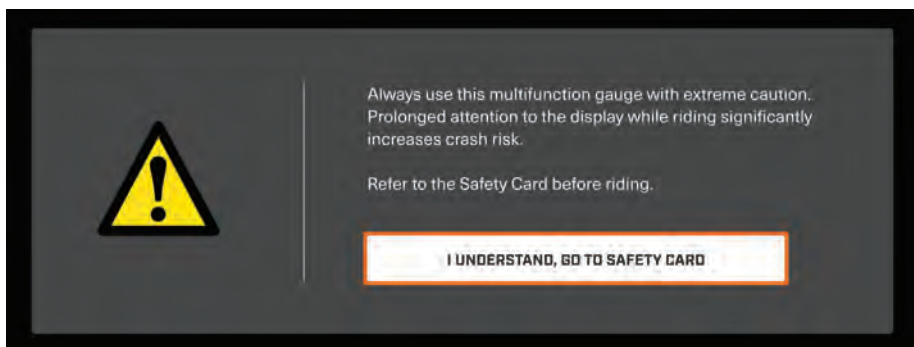 Always use this multifunction gauge with extreme caution.
Prolonged attention to the display while riding significantly
increases crash risk.
Refer to the Safety Card before riding.
I UNDERSTAND, GO TO SAFETY CARD